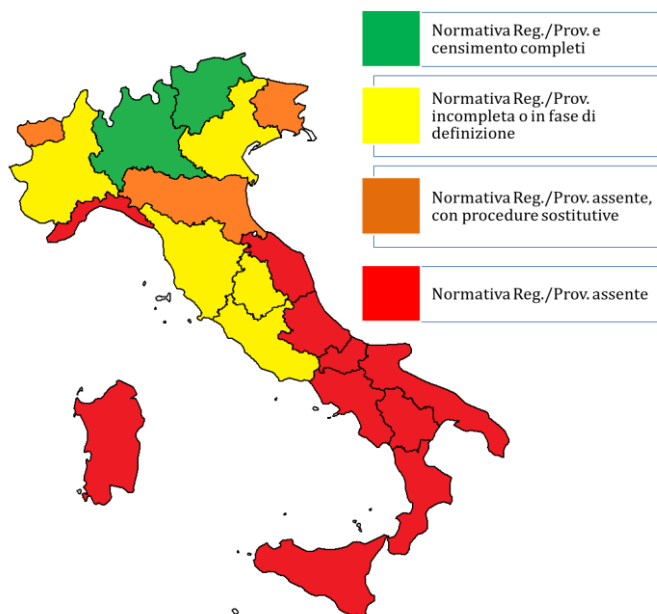 Normativa Reg./Prov. e
censimento completi
Normativa Reg./Prov.
incompleta o in fase di
definizione
Normativa Reg./Prov. assente,
con procedure sostitutive
Normativa Reg./Prov. assente